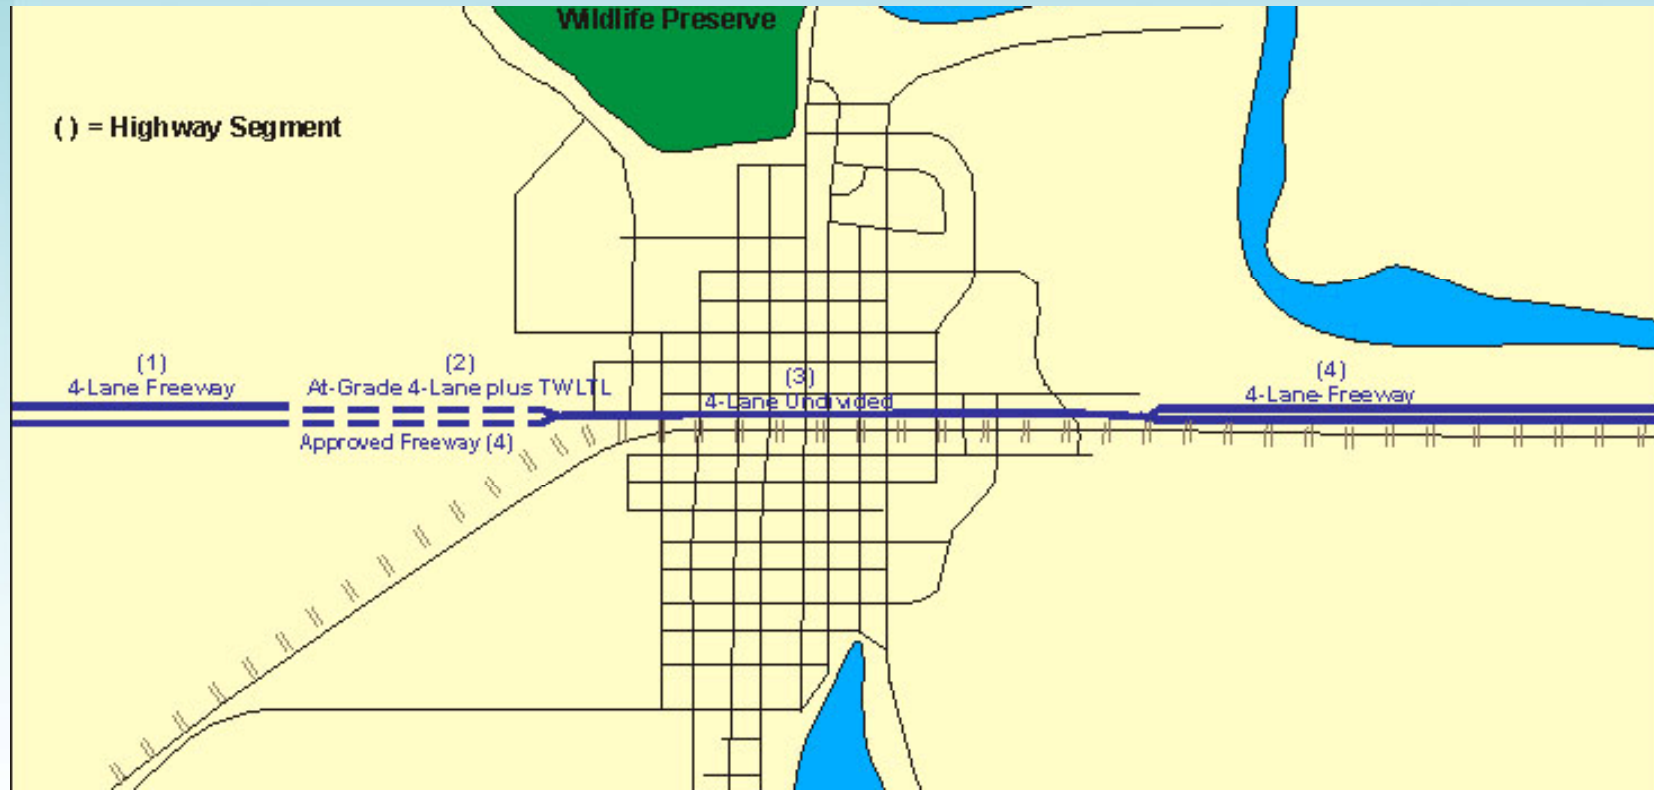 Wildlife Preserve
( ) = Highway Segment
(1)
4-Lane Freeway
(2)
At-Grade 4-Lane plus TWLTL
Approved Freeway (4)
(3)
4-Lane Undivided
(4)
4-Lane Freeway